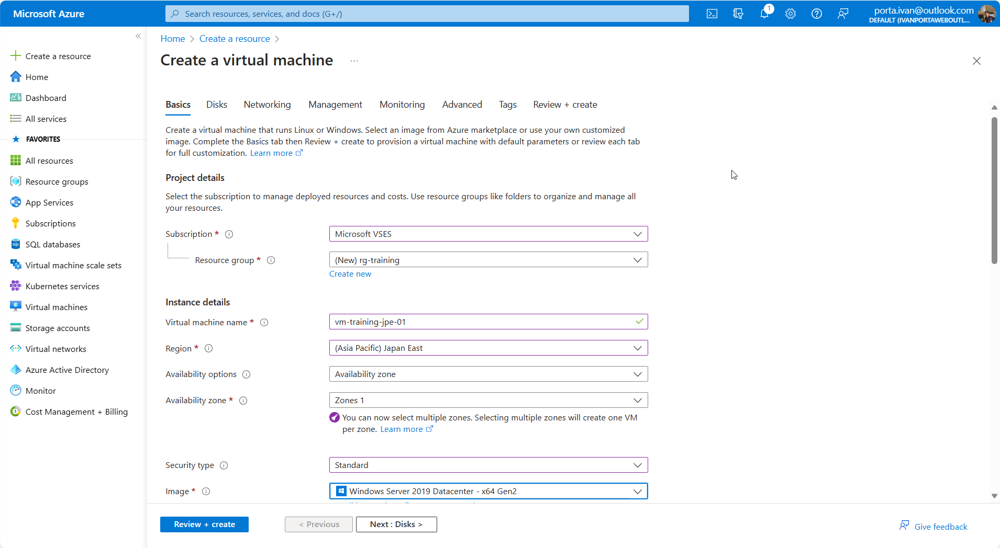 Microsoft Azure
Search resources, services, and docs (G+/)
1
porta.ivan@outlook.com
DEFAULT (IVANPORTAWEBOUTL...
Create a resource
Home
Dashboard
All services
FAVORITES
All resources
Resource groups
App Services
Subscriptions
SQL databases
Virtual machine scale sets
Kubernetes services
Virtual machines
Storage accounts
Virtual networks
Azure Active Directory
Monitor
Cost Management + Billing
Home > Create a resource >
Create a virtual machine ...
Basics Disks Networking Management Monitoring Advanced Tags Review + create
Create a virtual machine that runs Linux or Windows. Select an image from Azure marketplace or use your own customized
image. Complete the Basics tab then Review + create to provision a virtual machine with default parameters or review each tab
for full customization. Learn more
Project details
Select the subscription to manage deployed resources and costs. Use resource groups like folders to organize and manage all
your resources.
Subscription * Microsoft VSES
Resource group * (New) rg-training
Create new
Instance details
Virtual machine name * vm-training-jpe-01
Region * (Asia Pacific) Japan East
Availability options Availability zone
Availability zone * Zones 1
You can now select multiple zones. Selecting multiple zones will create one VM
per zone. Learn more
Security type Standard
Image * Windows Server 2019 Datacenter - x64 Gen2
Review + create < Previous Next : Disks > Give feedback